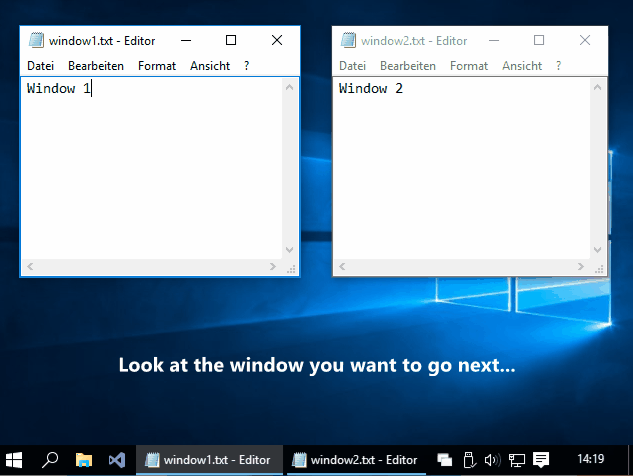 window1.txt - Editor
Datei Bearbeiten Format Ansicht ?
Window 1
window2.txt - Editor
Datei Bearbeiten Format Ansicht ?
Window 2
Look at the window you want to go next...
window1.txt - Editor window2.txt - Editor 14:19